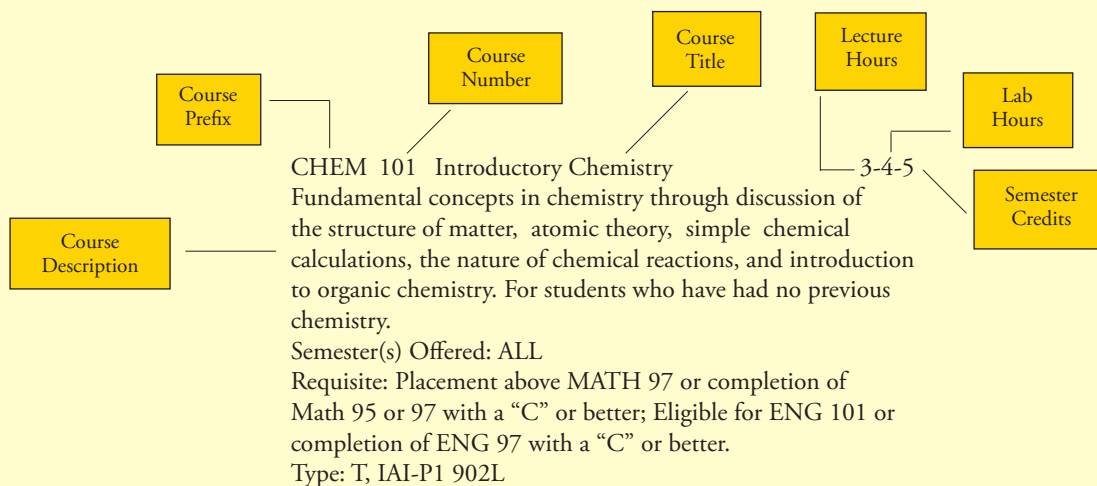 Course
Prefix
Course
Number
Course
Title
Lecture
Hours
Lab
Hours
CHEM 101 Introductory Chemistry 3-4-5
Semester
Credits
Course
Description
Fundamental concepts in chemistry through discussion of
the structure of matter, atomic theory, simple chemical
calculations, the nature of chemical reactions, and introduction
to organic chemistry. For students who have had no previous
chemistry.
Semester(s) Offered: ALL
Requisite: Placement above MATH 97 or completion of
Math 95 or 97 with a “C” or better; Eligible for ENG 101 or
completion of ENG 97 with a “C” or better.
Type: T, IAI-P1 902L